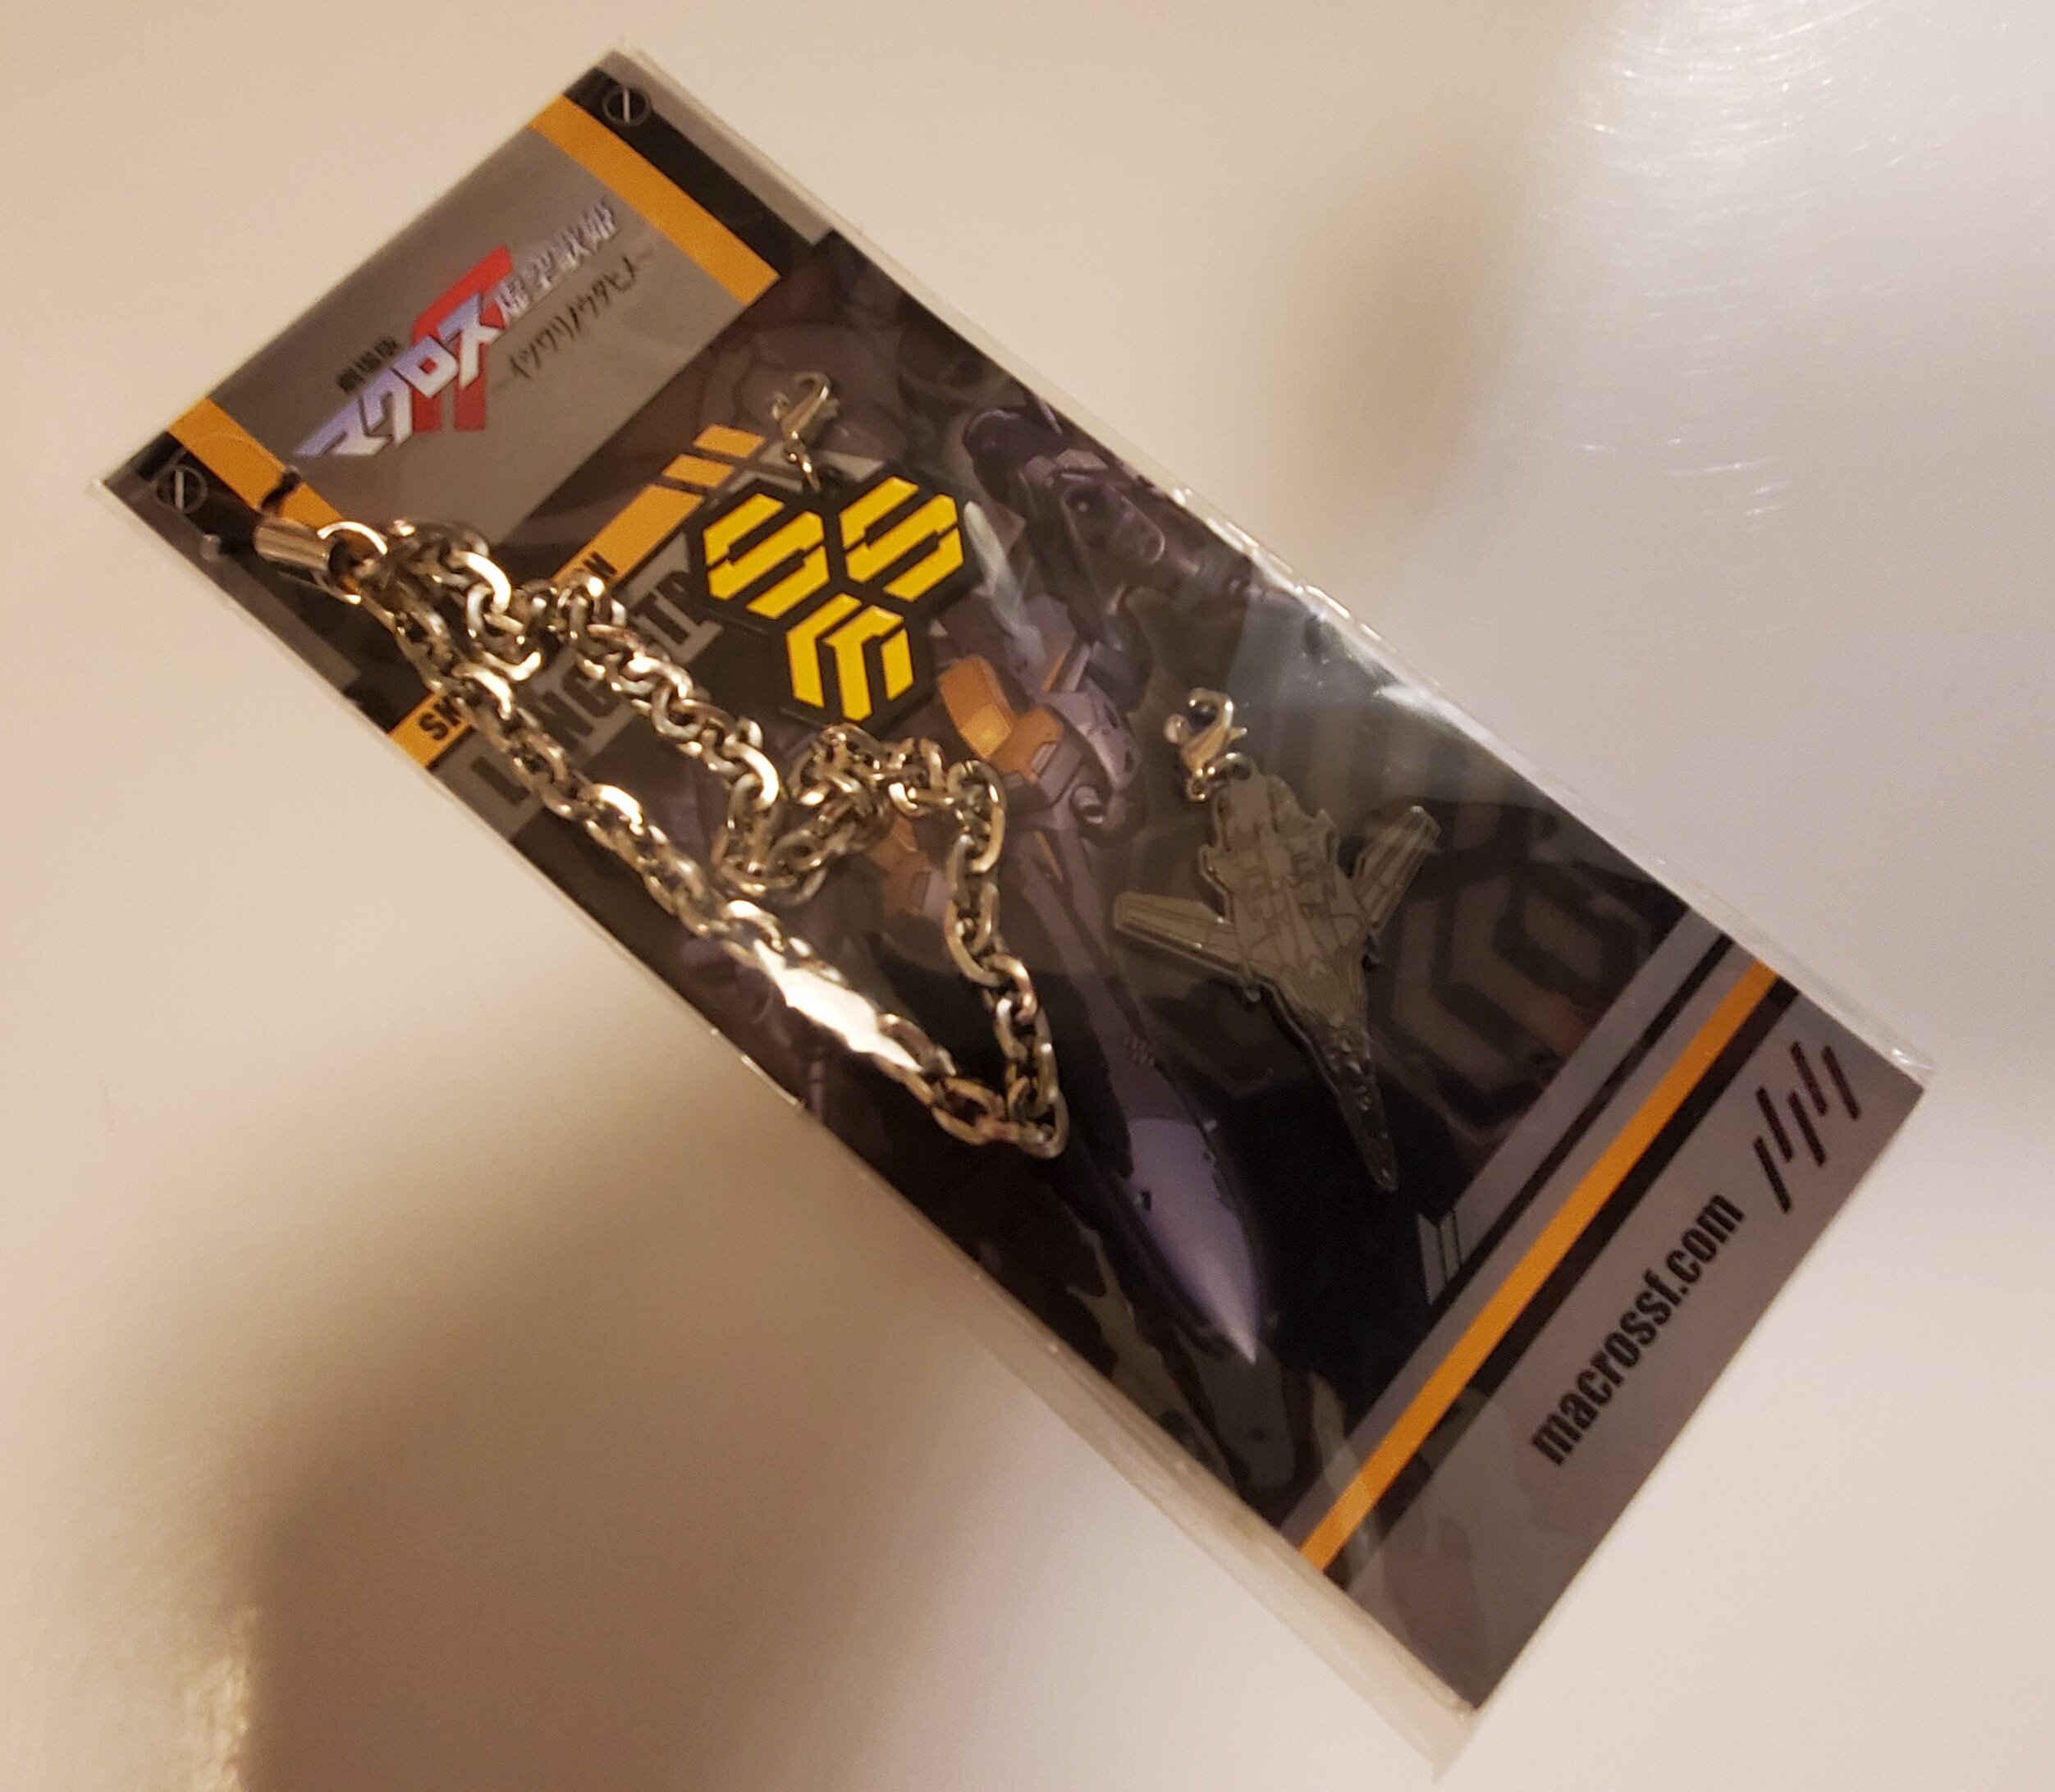 劇場版
マクロスF 虚空歌姫
~イツワリノウタヒメ~
SMS
macrossf.com